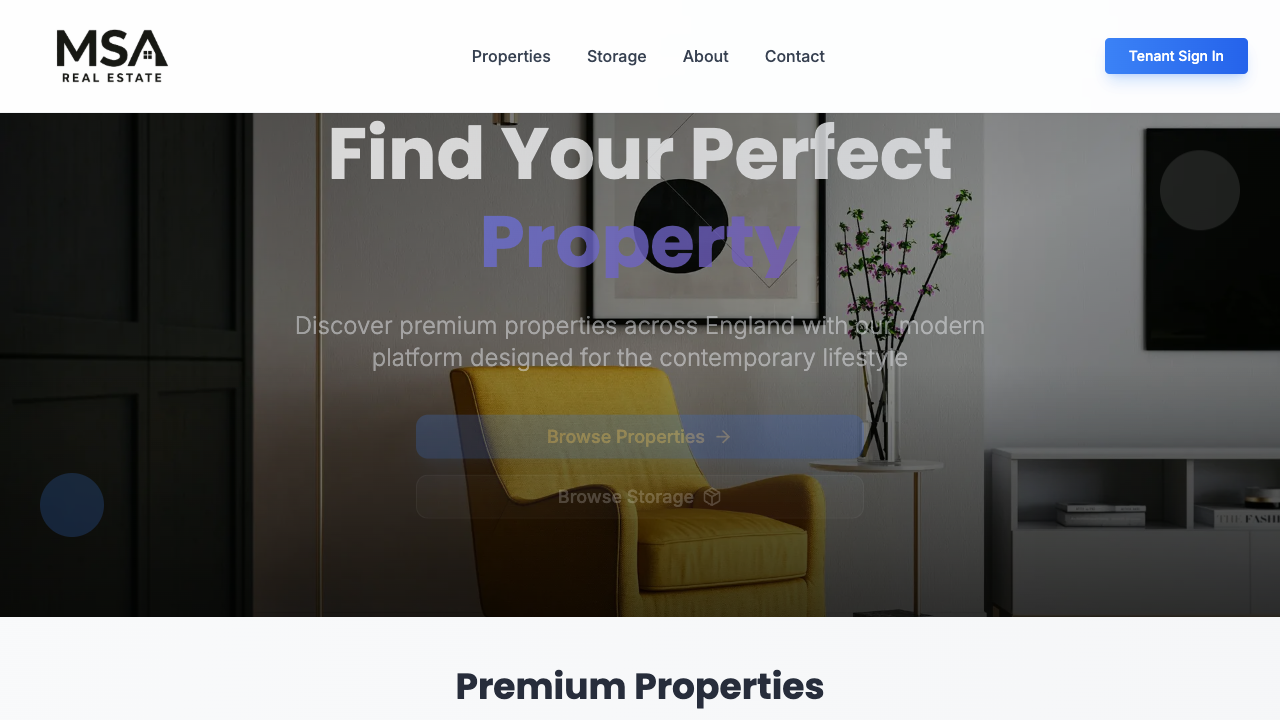 MSA
REAL ESTATE
Properties
Storage
About
Contact
Tenant Sign In
Find Your Perfect
Property
Discover premium properties across England with our modern
platform designed for the contemporary lifestyle
Browse Properties
Browse Storage
THE FASHI
Premium Properties